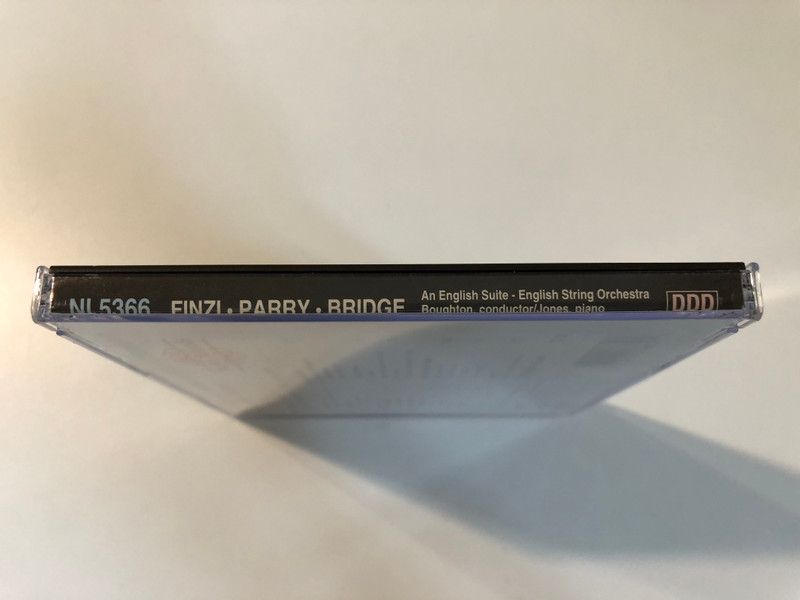 NI 5366 FINZI • PARRY • BRIDGE An English Suite - English String Orchestra
Boughton, conductor/Jones, piano DDD